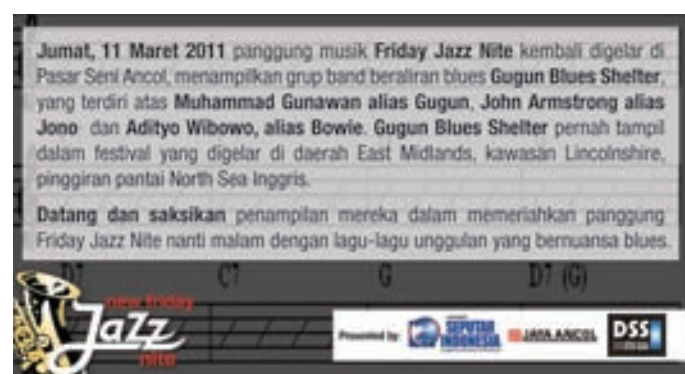 Jumat, 11 Maret 2011 panggung musik Friday Jazz Nite kembali digelar di
Pasar Seni Ancol, menampilkan grup band beraliran blues Gugun Blues Shelter,
yang terdiri atas Muhammad Gunawan alias Gugun, John Armstrong alias
Jono dan Adityo Wibowo, alias Bowie. Gugun Blues Shelter pernah tampil
dalam festival yang digelar di daerah East Midlands, kawasan Lincolnshire,
pinggiran pantai North Sea Inggris.
Datang dan saksikan penampilan mereka dalam memeriahkan panggung
Friday Jazz Nite nanti malam dengan lagu-lagu unggulan yang bernuansa blues.
D7 C7 G D7 (G)
new friday
Jazz
nite
Presented by: SEPUTAR INDONESIA JAYA ANCOL DSS